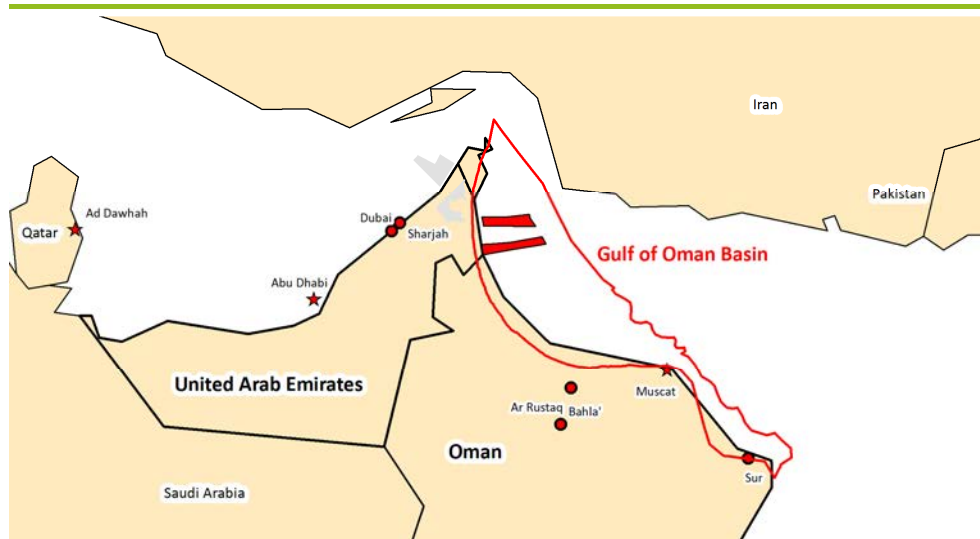 Iran
Pakistan
Ad Dawhah
Qatar
Dubai
Sharjah
Gulf of Oman Basin
Abu Dhabi
United Arab Emirates
Muscat
Ar Rustaq
Bahla'
Oman
Sur
Saudi Arabia